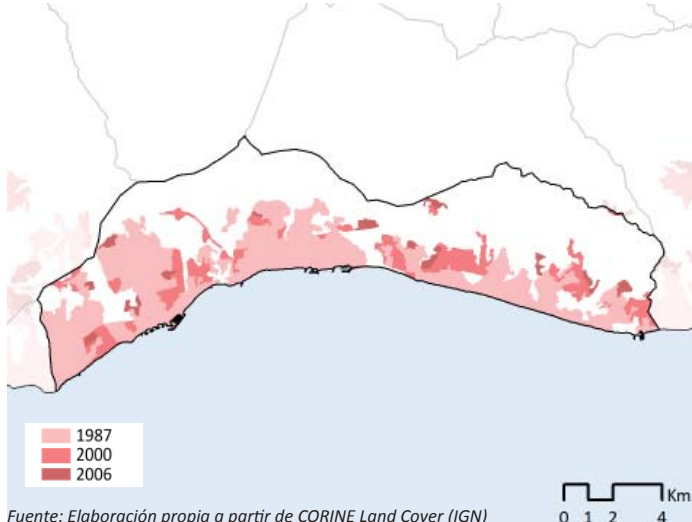 1987
2000
2006
Km
0 1 2 4
Fuente: Elaboración propia a partir de CORINE Land Cover (IGN)